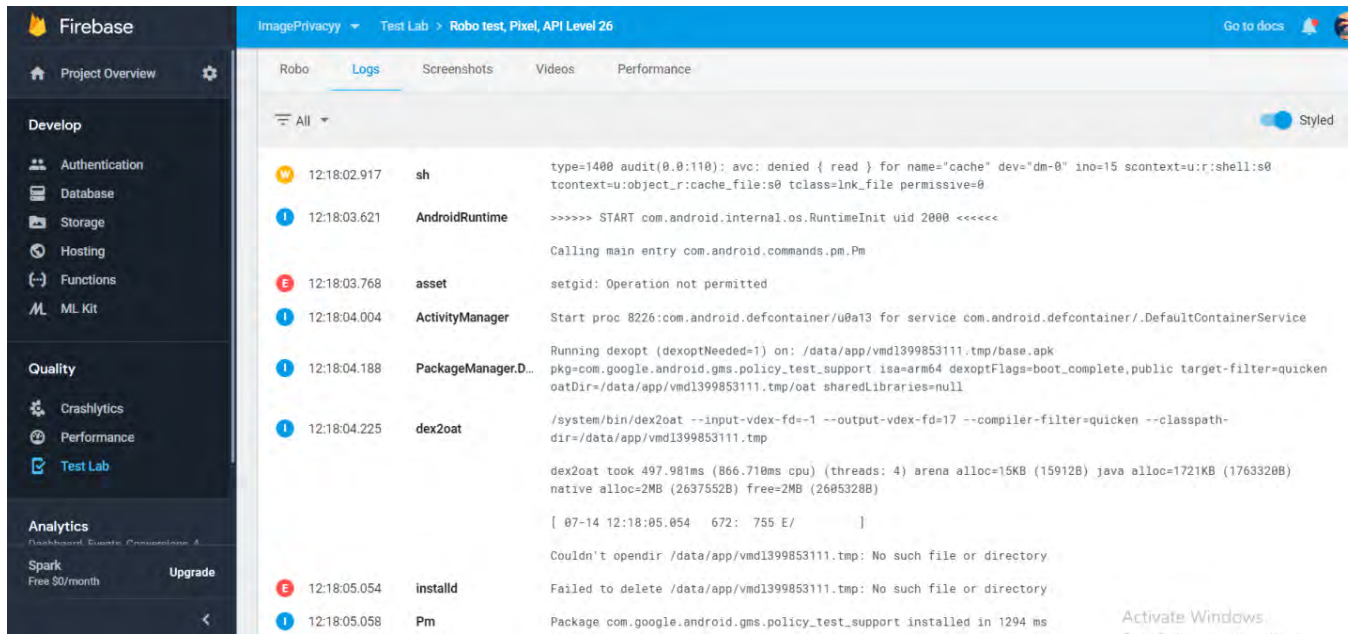 Firebase
ImagePrivacyy Test Lab > Robo test, Pixel, API Level 26
Go to docs
Project Overview
Robo Logs Screenshots Videos Performance
All
Styled
Develop
Authentication
Database
Storage
Hosting
Functions
ML Kit
Quality
Crashlytics
Performance
Test Lab
Analytics
Spark
Free $0/month
Upgrade
W 12:18:02.917 sh type=1400 audit(0.0:110): avc: denied { read } for name="cache" dev="dm-0" ino=15 scontext=u:r:shell:s0
tcontext=u:object_r:cache_file:s0 tclass=lnk_file permissive=0
I 12:18:03.621 AndroidRuntime >>>>>> START com.android.internal.os.RuntimeInit uid 2000 <<<<<<
Calling main entry com.android.commands.pm.Pm
E 12:18:03.768 asset setgid: Operation not permitted
I 12:18:04.004 ActivityManager Start proc 8226:com.android.defcontainer/u0a13 for service com.android.defcontainer/.DefaultContainerService
Running dexopt (dexoptNeeded=1) on: /data/app/vmdl399853111.tmp/base.apk
I 12:18:04.188 PackageManager.D... pkg=com.google.android.gms.policy_test_support isa=arm64 dexoptFlags=boot_complete,public target-filter=quicken
oatDir=/data/app/vmdl399853111.tmp/oat sharedLibraries=null
I 12:18:04.225 dex2oat /system/bin/dex2oat --input-vdex-fd=-1 --output-vdex-fd=17 --compiler-filter=quicken --classpath-
dir=/data/app/vmdl399853111.tmp
dex2oat took 497.981ms (866.710ms cpu) (threads: 4) arena alloc=15KB (15912B) java alloc=1721KB (1763320B)
native alloc=2MB (2637552B) free=2MB (2605328B)
[ 07-14 12:18:05.054 672: 755 E/ ]
Couldn't opendir /data/app/vmdl399853111.tmp: No such file or directory
E 12:18:05.054 installd Failed to delete /data/app/vmdl399853111.tmp: No such file or directory
I 12:18:05.058 Pm Package com.google.android.gms.policy_test_support installed in 1294 ms
Activate Windows